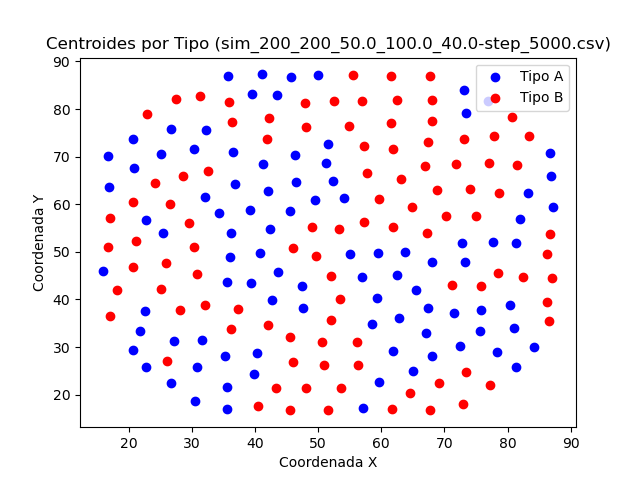 Centroides por Tipo (sim_200_200_50.0_100.0_40.0-step_5000.csv)
Tipo A
Tipo B
90
80
70
60
50
40
30
20
Coordenada Y
20 30 40 50 60 70 80 90
Coordenada X